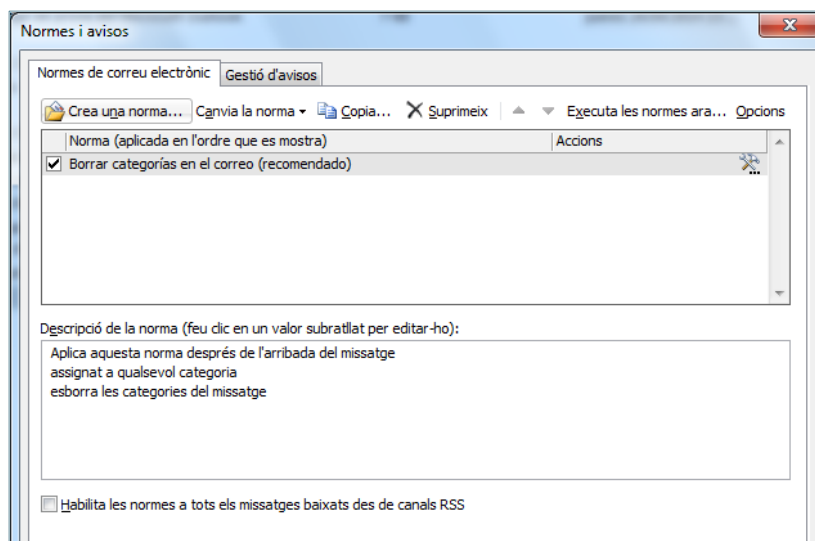 Normes i avisos
Normes de correu electrònic Gestió d'avisos
Crea una norma... Canvia la norma Copia... Suprimeix Executa les normes ara... Opcions
Norma (aplicada en l'ordre que es mostra) Accions
Borrar categorías en el correo (recomendado)
Descripció de la norma (feu clic en un valor subratllat per editar-ho):
Aplica aquesta norma després de l'arribada del missatge
assignat a qualsevol categoria
esborra les categories del missatge
Habilita les normes a tots els missatges baixats des de canals RSS